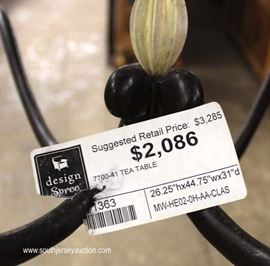 Suggested Retail Price: $3,285
$2,086
design
Spree
7790-41 TEA TABLE
1363
26.25"hx44.75"wx31"d
MW-HE02-0H-AA-CLAS
www.southjerseyauction.com